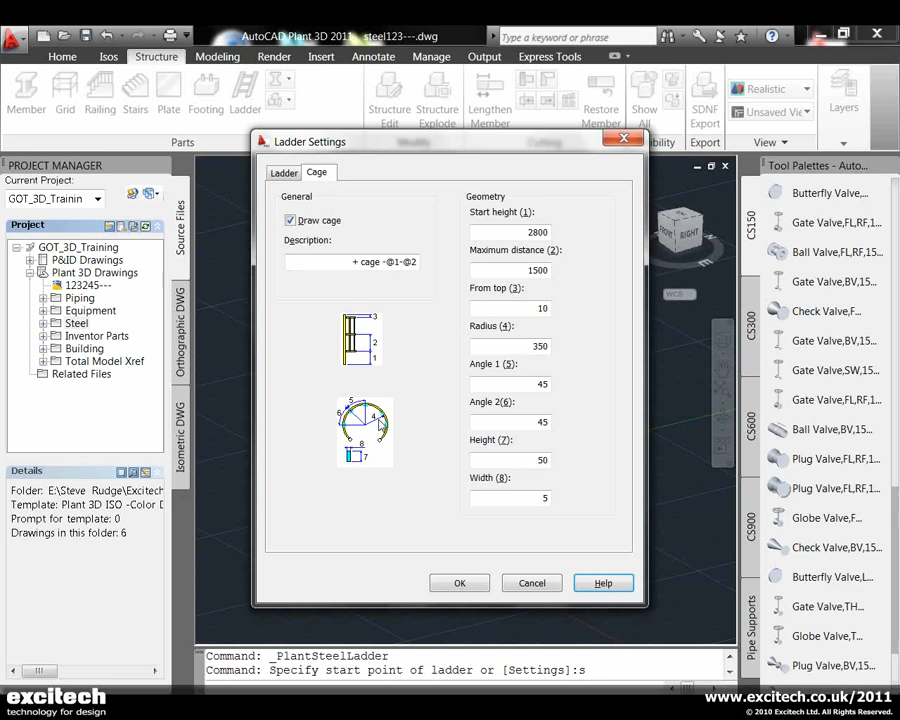 AutoCAD Plant 3D 2011 steel123---.dwg
Type a keyword or phrase
Home Isos Structure Modeling Render Insert Annotate Manage Output Express Tools
Member Grid Railing Stairs Plate Footing Ladder
Structure Edit
Structure Explode
Lengthen Member
Restore Member
Show All
SDNF Export
Realistic
Unsaved Vi
Layers
Parts
View
PROJECT MANAGER
Current Project:
GOT_3D_Trainin
Project
GOT_3D_Training
P&ID Drawings
Plant 3D Drawings
123245---
Piping
Equipment
Steel
Inventor Parts
Building
Total Model Xref
Related Files
Source Files
Orthographic DWG
Isometric DWG
Details
Folder: E:\Steve Rudge\Excitech
Template: Plant 3D ISO -Color D
Prompt for template: 0
Drawings in this folder: 6
Ladder Settings
Ladder Cage
General
Draw cage
Description:
+ cage -@1-@2
3
2
1
5
6
4
8
7
Geometry
Start height (1):
2800
Maximum distance (2):
1500
From top (3):
10
Radius (4):
350
Angle 1 (5):
45
Angle 2(6):
45
Height (7):
50
Width (8):
5
OK Cancel Help
FRONT RIGHT
WCS
Tool Palettes - Auto...
CS150
CS300
CS600
CS900
Pipe Supports
Butterfly Valve,...
Gate Valve,FL,RF,1...
Ball Valve,FL,RF,15...
Gate Valve,BV,15...
Check Valve,F...
Gate Valve,BV,15...
Gate Valve,SW,15...
Gate Valve,FL,RF,1...
Ball Valve,BV,15...
Plug Valve,FL,RF,1...
Plug Valve,FL,RF,1...
Globe Valve,F...
Check Valve,BV,15...
Butterfly Valve,L...
Gate Valve,TH...
Globe Valve,T...
Plug Valve,BV,15...
Command: _PlantSteelLadder
Command: Specify start point of ladder or [Settings]:s
excitech
technology for design
www.excitech.co.uk/2011
© 2010 Excitech Ltd. All Rights Reserved.